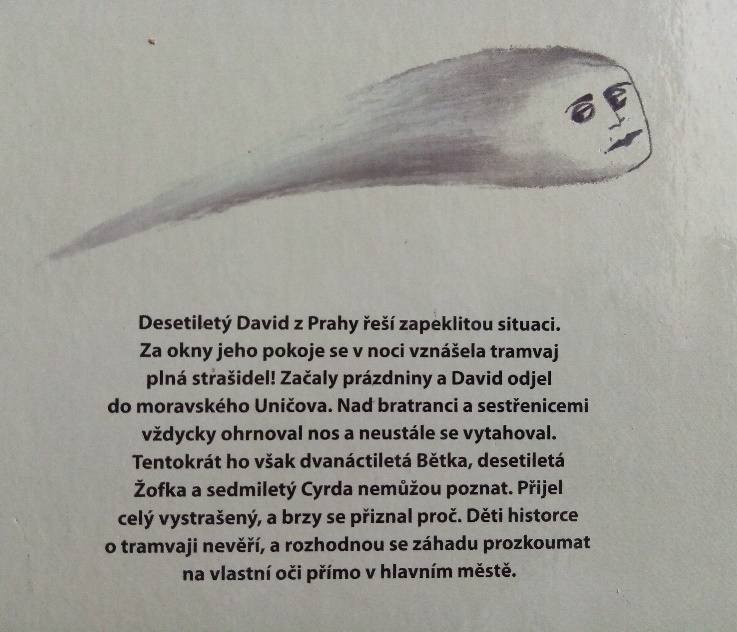 Desetiletý David z Prahy řeší zapeklitou situaci.
Za okny jeho pokoje se v noci vznášela tramvaj
plná strašidel! Začaly prázdniny a David odjel
do moravského Uničova. Nad bratranci a sestřenicemi
vždycky ohrnoval nos a neustále se vytahoval.
Tentokrát ho však dvanáctiletá Bětka, desetiletá
Žofka a sedmiletý Cyrda nemůžou poznat. Přijel
celý vystrašený, a brzy se přiznal proč. Děti historce
o tramvaji nevěří, a rozhodnou se záhadu prozkoumat
na vlastní oči přímo v hlavním městě.